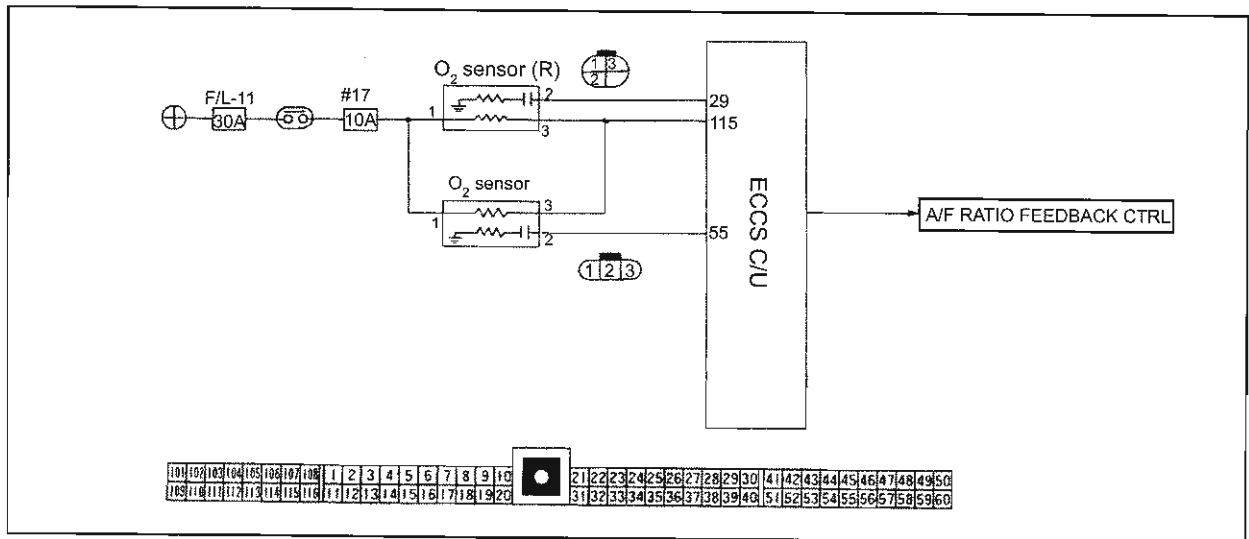 O2 sensor (R)
1 3
2
F/L-11
#17
30A
10A
1
2
3
29
115
O2 sensor
1
3
2
55
1 2 3
ECCS C/U
A/F RATIO FEEDBACK CTRL
101 102 103 104 105 106 107 108 1 2 3 4 5 6 7 8 9 10 21 22 23 24 25 26 27 28 29 30 41 42 43 44 45 46 47 48 49 50
109 110 111 112 113 114 115 116 11 12 13 14 15 16 17 18 19 20 31 32 33 34 35 36 37 38 39 40 51 52 53 54 55 56 57 58 59 60